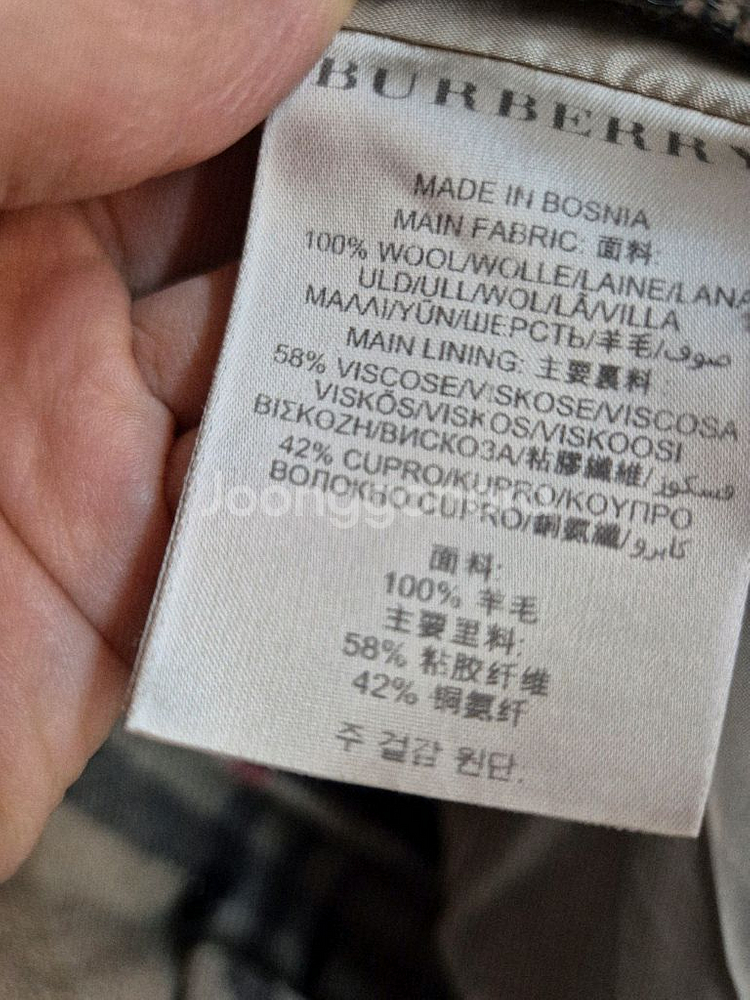 BURBERRY
MADE IN BOSNIA
MAIN FABRIC: 面料:
100% WOOL/WOLLE/LAINE/LANA
ULD/ULL/WOL/LÃ/VILLA
ΜΑΛΛΙ/YŪN/ШЕРСТЬ/羊毛/صوف
MAIN LINING: 主要裏料:
58% VISCOSE/VISKOSE/VISCOSA
VISKÓS/VISKOS/VISKOOSI
ΒΙΣΚΟΖΗ/ВИСКОЗА/粘膠纖維/فسكوز
42% CUPRO/KUPRO/ΚΟΥΠΡΟ
ВОЛОКНО CUPRO/銅氨纖/كابرو
Joongg
面料:
100% 羊毛
主要里料:
58% 粘胶纤维
42% 铜氨纤
주 겉감 원단.